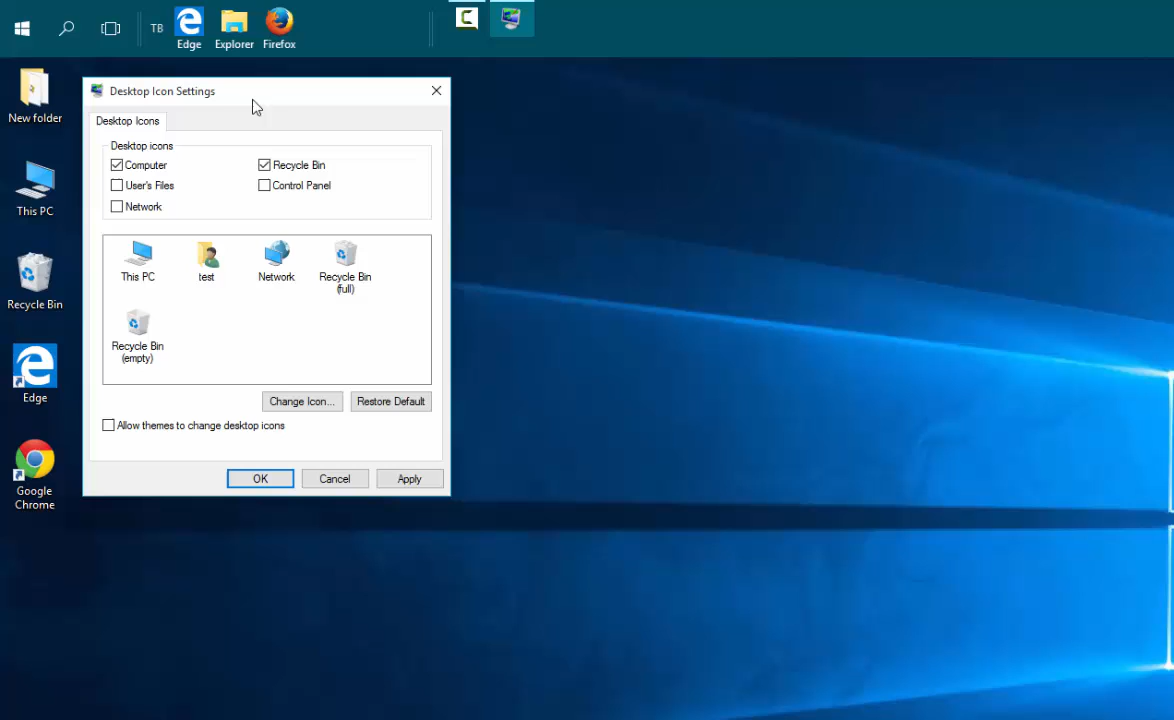 TB
Edge
Explorer
Firefox
New folder
This PC
Recycle Bin
Edge
Google
Chrome
Desktop Icon Settings
Desktop Icons
Desktop icons
Computer
Recycle Bin
User's Files
Control Panel
Network
This PC
test
Network
Recycle Bin
(full)
Recycle Bin
(empty)
Change Icon...
Restore Default
Allow themes to change desktop icons
OK
Cancel
Apply